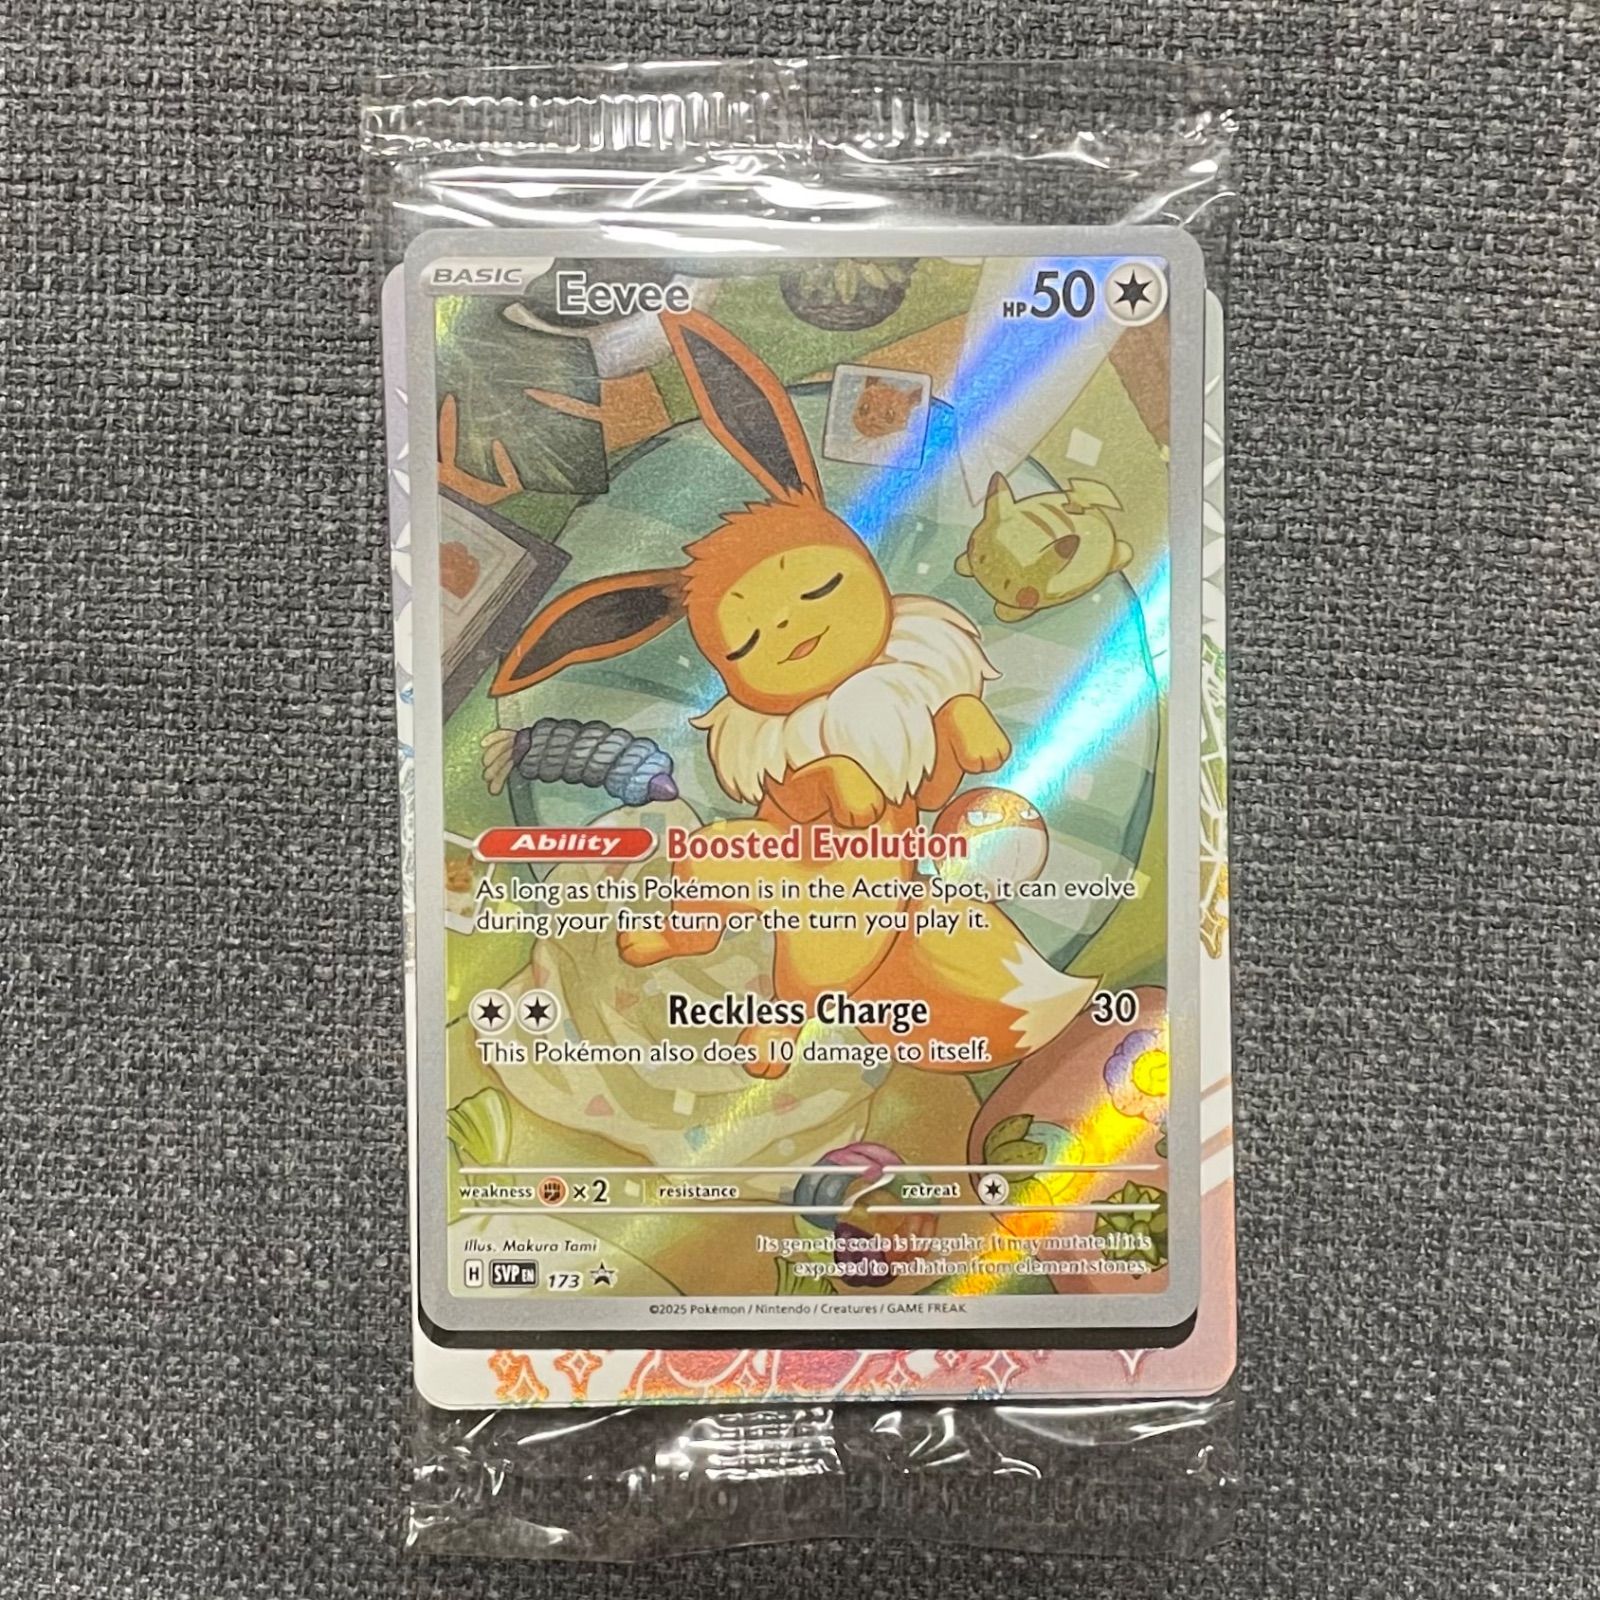 BASIC Eevee HP 50
Ability Boosted Evolution
As long as this Pokémon is in the Active Spot, it can evolve
during your first turn or the turn you play it.
Reckless Charge 30
This Pokémon also does 10 damage to itself.
weakness ×2 resistance retreat
Illus. Makura Tami
Its genetic code is irregular. It may mutate if it is
exposed to radiation from element stones.
H SVP EN 173
©2025 Pokémon / Nintendo / Creatures / GAME FREAK